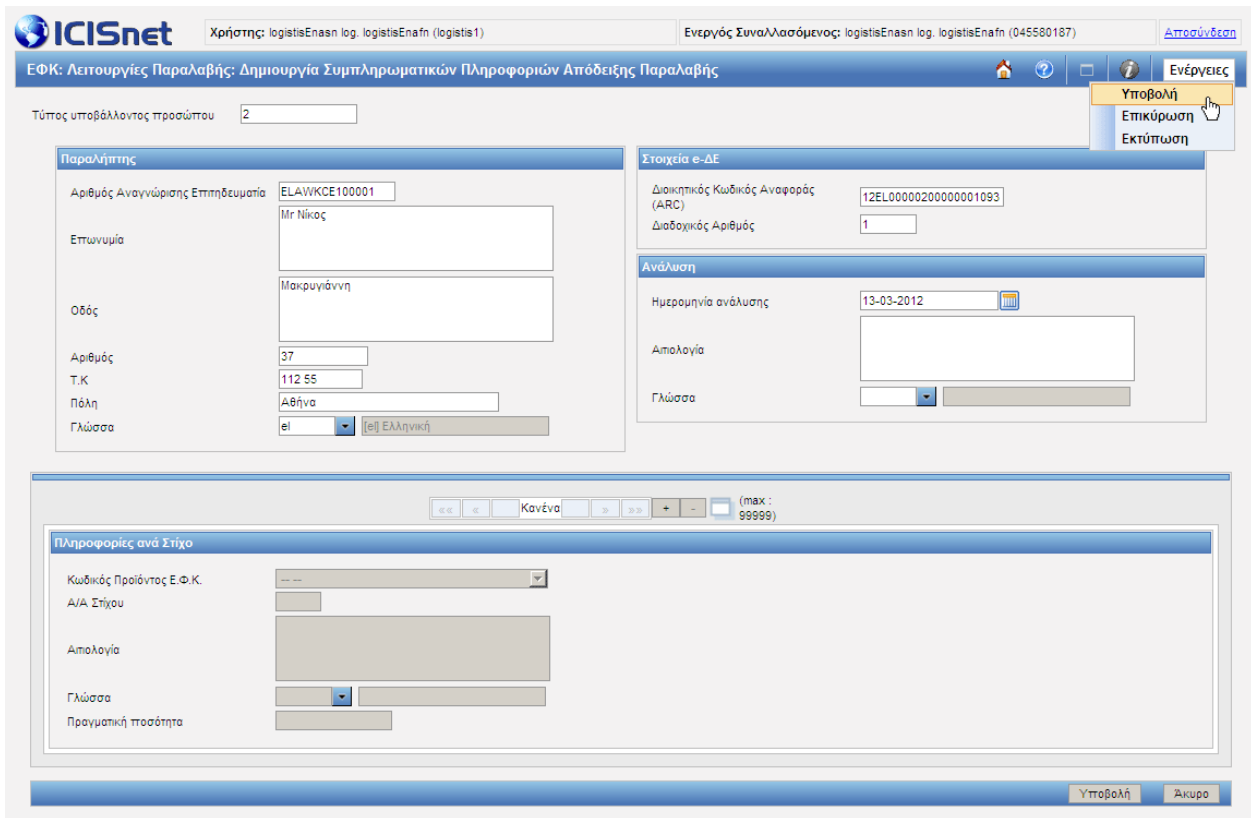 ICISnet
Χρήστης: logistisEnasn log. logistisEnafn (logistis1)
Ενεργός Συναλλασόμενος: logistisEnasn log. logistisEnafn (045580187)
Αποσύνδεση
ΕΦΚ: Λειτουργίες Παραλαβής: Δημιουργία Συμπληρωματικών Πληροφοριών Απόδειξης Παραλαβής
Ενέργειες
Υποβολή
Επικύρωση
Εκτύπωση
Τύπος υποβάλλοντος προσώπου 2
Παραλήπτης
Αριθμός Αναγνώρισης Επιτηδευματία ELAWKCE100001
Επωνυμία Mr Νίκος
Οδός Μακρυγιάννη
Αριθμός 37
Τ.Κ 112 55
Πόλη Αθήνα
Γλώσσα el [el] Ελληνική
Στοιχεία e-ΔΕ
Διοικητικός Κωδικός Αναφοράς
(ARC) 12EL00000200000001093
Διαδοχικός Αριθμός 1
Ανάλυση
Ημερομηνία ανάλυσης 13-03-2012
Αιτιολογία
Γλώσσα
«« « Κανένα » »» + - (max :
99999)
Πληροφορίες ανά Στίχο
Κωδικός Προϊόντος Ε.Φ.Κ. -- --
Α/Α Στίχου
Αιτιολογία
Γλώσσα
Πραγματική ποσότητα
Υποβολή Άκυρο